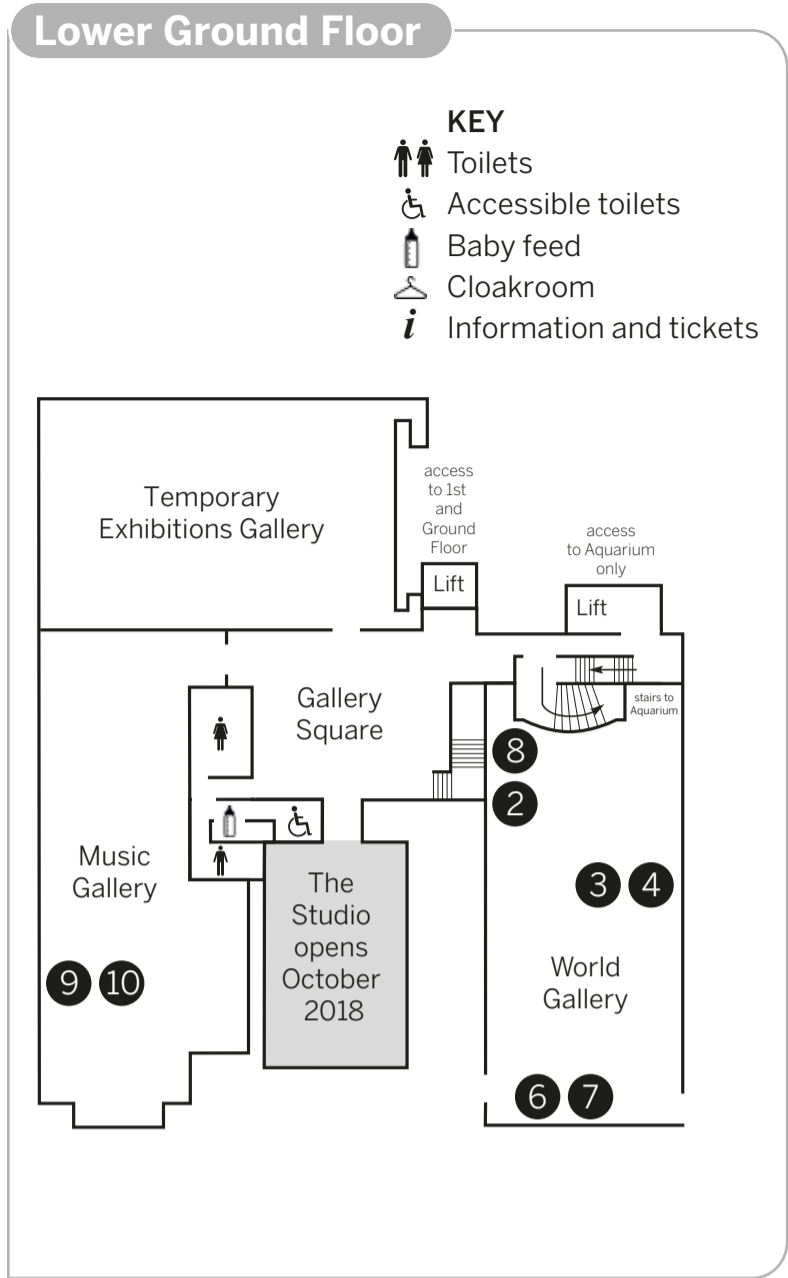 Lower Ground Floor
KEY
Toilets
Accessible toilets
Baby feed
Cloakroom
i Information and tickets
Temporary
Exhibitions Gallery
access
to 1st
and
Ground
Floor
Lift
access
to Aquarium
only
Lift
Gallery
Square
stairs to
Aquarium
8
2
3 4
Music
Gallery
The
Studio
opens
October
2018
World
Gallery
9 10
6 7